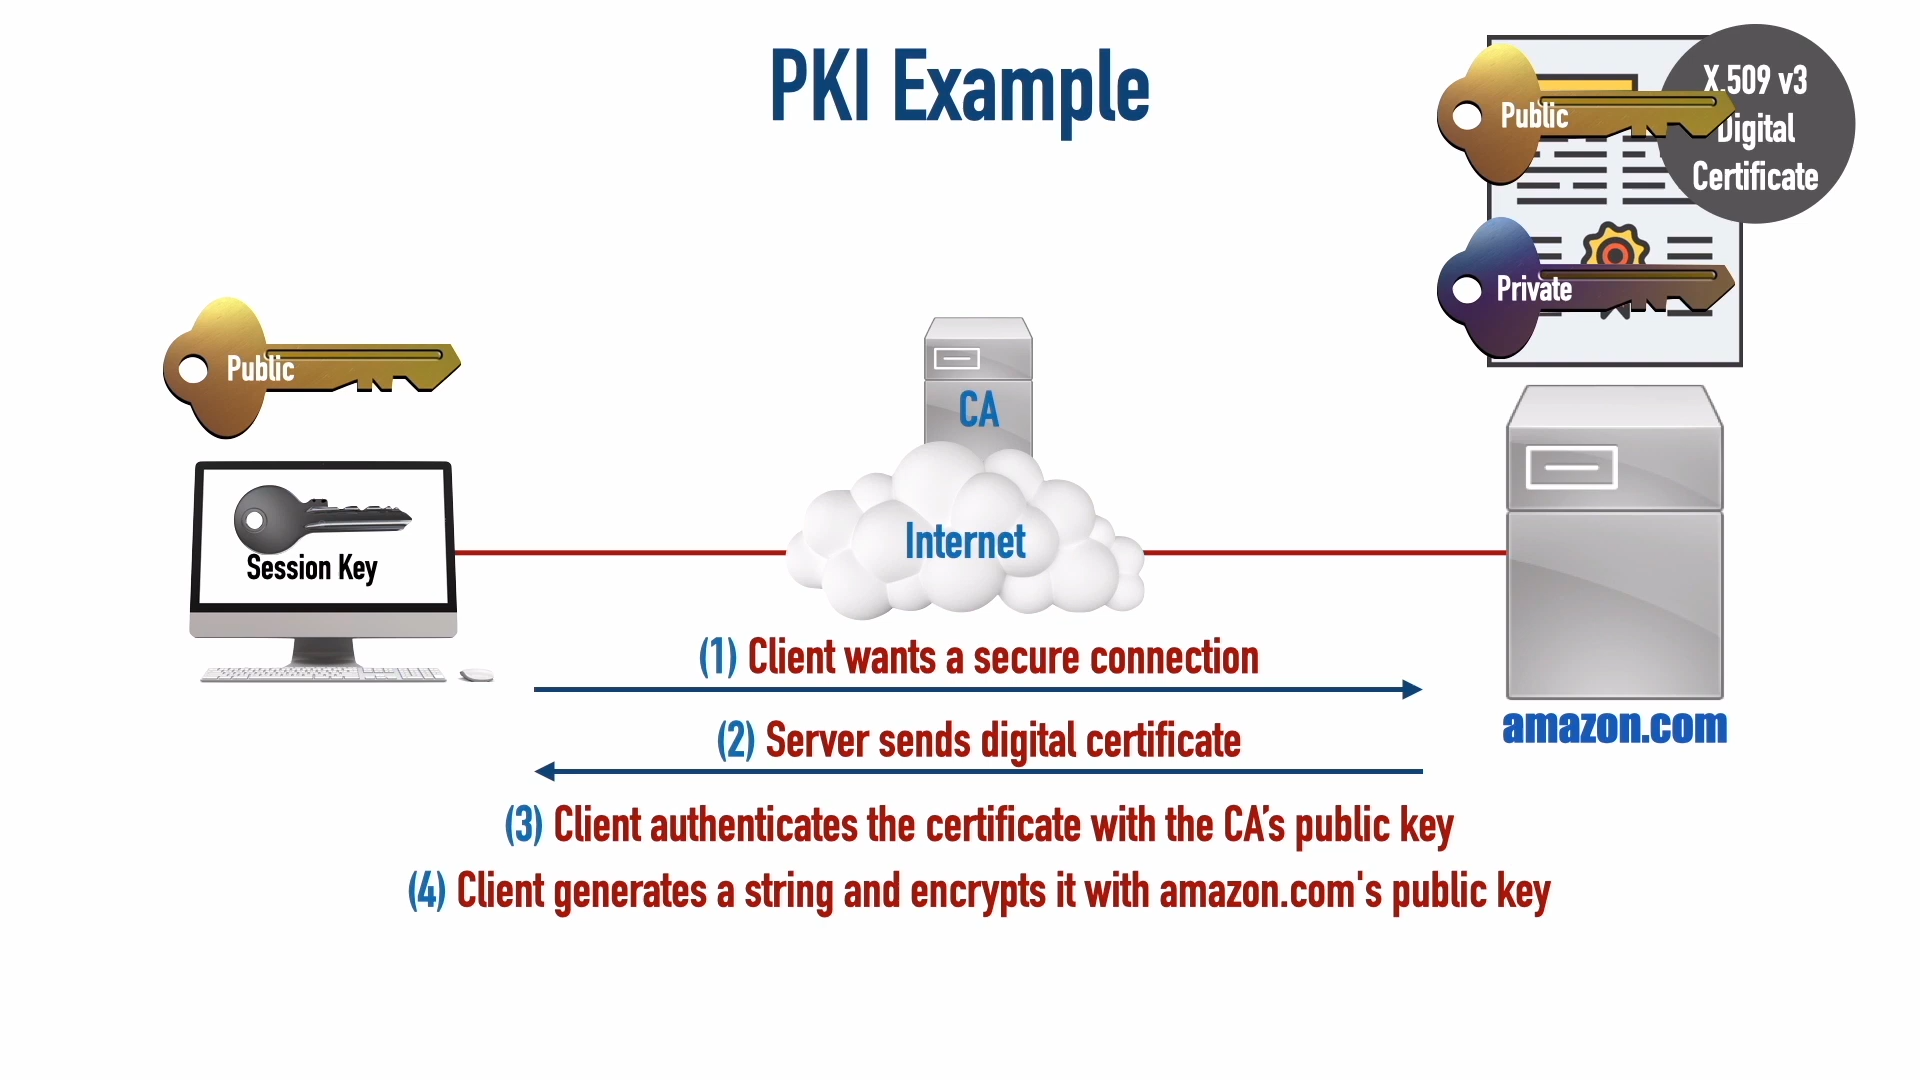 PKI Example
X.509 v3
Digital
Certificate
Public
Private
Public
CA
Session Key
Internet
(1) Client wants a secure connection
(2) Server sends digital certificate
amazon.com
(3) Client authenticates the certificate with the CA’s public key
(4) Client generates a string and encrypts it with amazon.com's public key